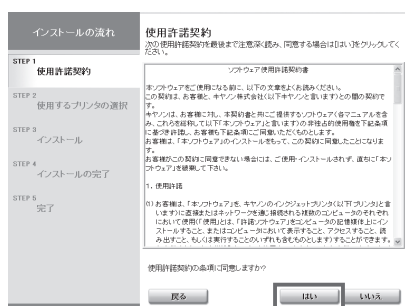 インストールの流れ
STEP 1
使用許諾契約
STEP 2
使用するプリンタの選択
STEP 3
インストール
STEP 4
インストールの完了
STEP 5
完了
使用許諾契約
次の使用許諾契約を最後まで注意深く読み、同意する場合は[はい]をクリックしてく
ださい。
ソフトウェア使用許諾契約書
本ソフトウェアをご使用になる前に、以下の文章をよくお読みください。
この契約は、お客様と、キヤノン株式会社(以下キヤノンと言います)との間の契約で
す。
キヤノンは、お客様に対し、本契約書と共にご提供するソフトウェア(各マニュアルを含
み、これらを総称して以下「本ソフトウェア」と言います)の非独占的使用権を下記条項
に基づき許諾し、お客様も下記条項にご同意いただくものとします。
お客様は、「本ソフトウェア」のインストールをもって、この契約に同意したことになりま
す。
お客様がこの契約に同意できない場合には、ご使用・インストールされず、直ちに「本ソ
フトウェア」を破棄して下さい。
1. 使用許諾
(1) お客様は、「本ソフトウェア」を、キヤノンのインクジェットプリンタ(以下「プリンタ」と言
います)に直接またはネットワークを通じ接続される複数のコンピュータのそれぞれ
において使用(「使用」とは、「許諾ソフトウェア」をコンピュータの記憶媒体上にイン
ストールすること、またはコンピュータにおいて表示すること、アクセスすること、読
み出すこと、もしくは実行することのいずれも含むものとします)することができます。
使用許諾契約の条項に同意しますか?
戻る
はい
いいえ